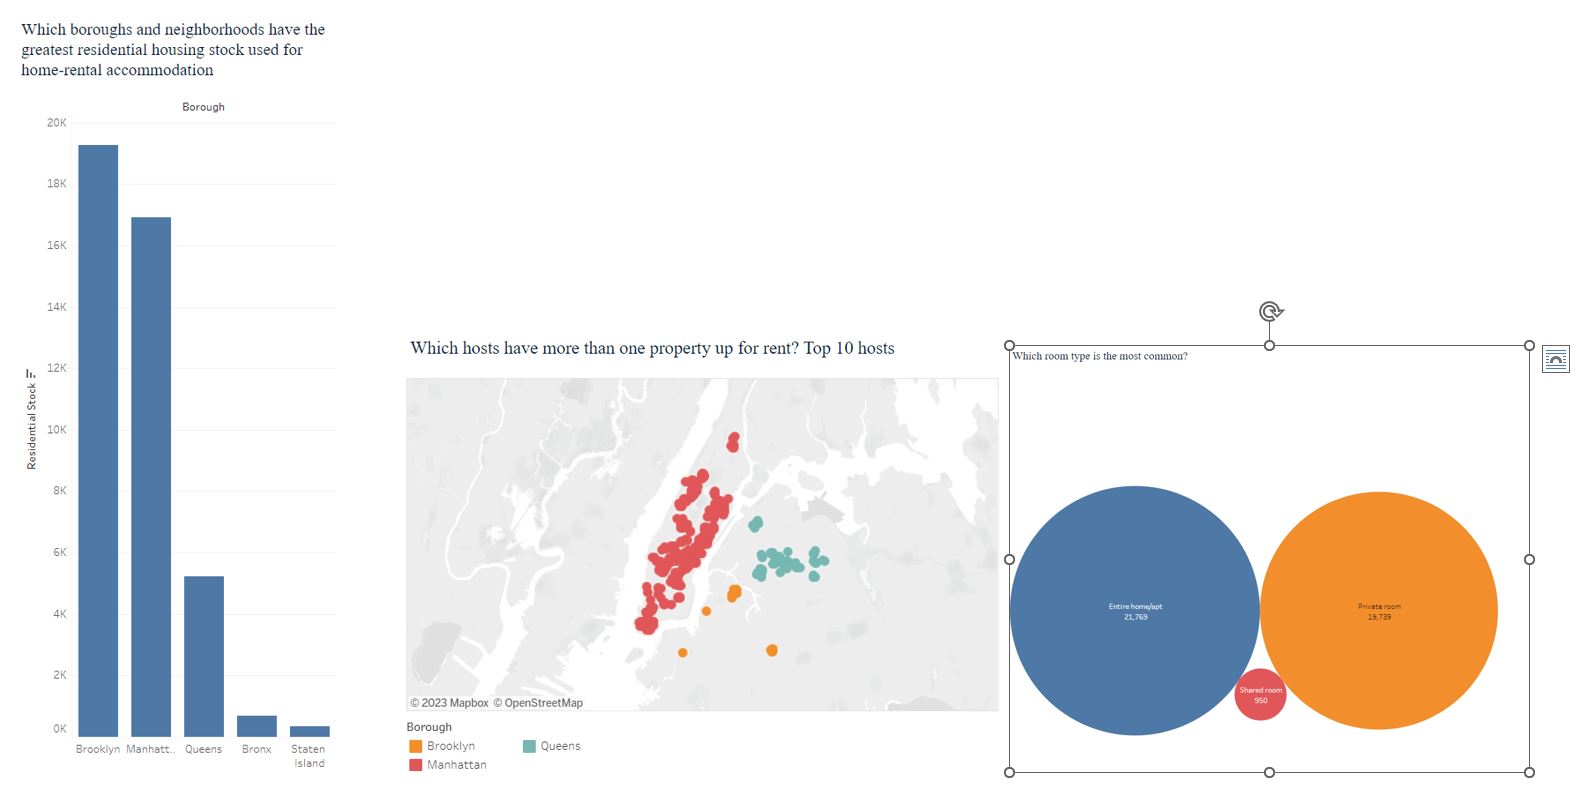 Which boroughs and neighborhoods have the
greatest residential housing stock used for
home-rental accommodation
Borough
20K
18K
16K
14K
12K
10K
8K
6K
4K
2K
0K
Residential Stock
Brooklyn
Manhatt..
Queens
Bronx
Staten
Island
Which hosts have more than one property up for rent? Top 10 hosts
© 2023 Mapbox © OpenStreetMap
Borough
Brooklyn
Queens
Manhattan
Which room type is the most common?
Entire home/apt
21,769
Private room
19,739
Shared room
950